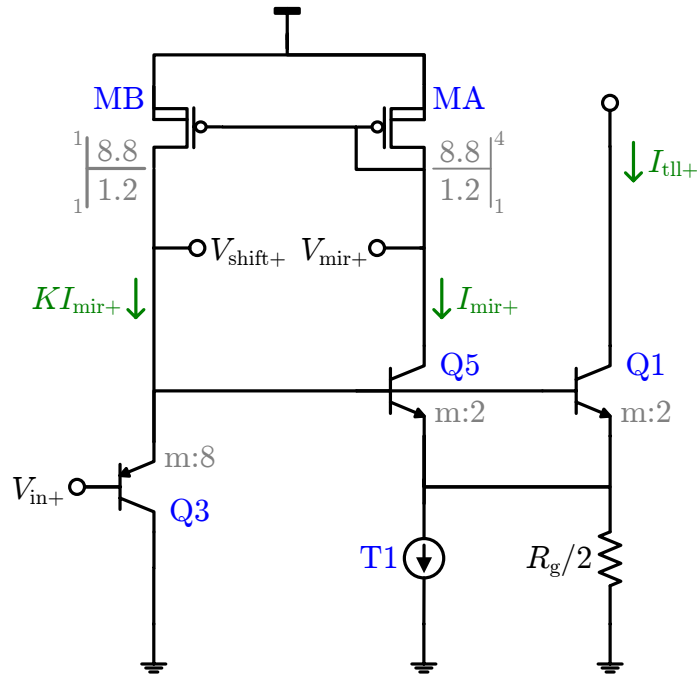 MB
MA
1 8.8
1 1.2
8.8 4
1.2 1
I_tll+
V_shift+
V_mir+
KI_mir+
I_mir+
Q5
Q1
m:2
m:2
m:8
V_in+
Q3
T1
R_g/2